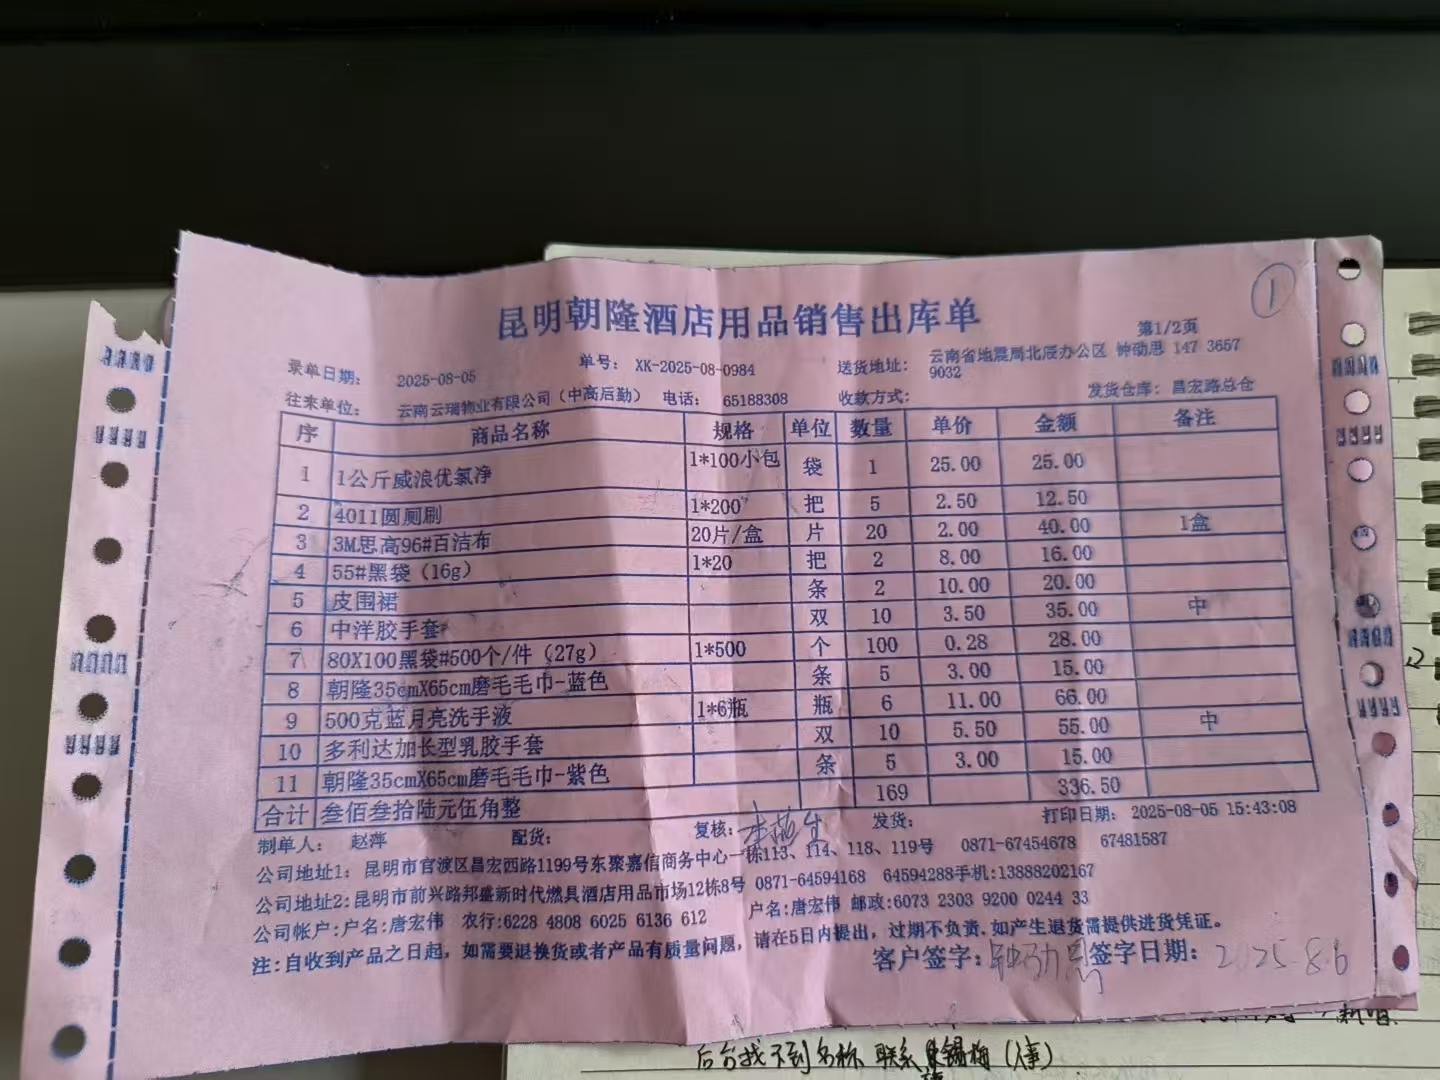 昆明朝隆酒店用品销售出库单
①
第1/2页
录单日期： 2025-08-05 单号： XK-2025-08-0984 送货地址： 云南省地震局北辰办公区 钟劭思 147 3657 9032
往来单位： 云南云瑞物业有限公司（中高后勤） 电话： 65188308 收款方式： 发货仓库：昌宏路总仓
序 商品名称 规格 单位 数量 单价 金额 备注
1 1公斤威浪优氯净 1*100小包 袋 1 25.00 25.00
2 4011圆厕刷 1*200 把 5 2.50 12.50
3 3M思高96#百洁布 20片/盒 片 20 2.00 40.00 1盒
4 55#黑袋（16g） 1*20 把 2 8.00 16.00
5 皮围裙 条 2 10.00 20.00
6 中洋胶手套 双 10 3.50 35.00 中
7 80X100黑袋#500个/件（27g） 1*500 个 100 0.28 28.00
8 朝隆35cmX65cm磨毛毛巾-蓝色 条 5 3.00 15.00
9 500克蓝月亮洗手液 1*6瓶 瓶 6 11.00 66.00
10 多利达加长型乳胶手套 双 10 5.50 55.00 中
11 朝隆35cmX65cm磨毛毛巾-紫色 条 5 3.00 15.00
合计 叁佰叁拾陆元伍角整 169 336.50
制单人： 赵萍 配货： 复核： 发货： 打印日期： 2025-08-05 15:43:08
公司地址1：昆明市官渡区昌宏西路1199号东聚嘉信商务中心一栋113、114、118、119号 0871-67454678 67481587
公司地址2:昆明市前兴路邦盛新时代燃具酒店用品市场12栋8号 0871-64594168 64594288手机:13888202167
公司帐户:户名:唐宏伟 农行:6228 4808 6025 6136 612 户名:唐宏伟 邮政:6073 2303 9200 0244 33
注:自收到产品之日起，如需要退换货或者产品有质量问题，请在5日内提出，过期不负责.如产生退货需提供进货凭证。
客户签字：钟劭思 签字日期： 2025.8.6
后台找不到名称 联系 锡梅（人事）